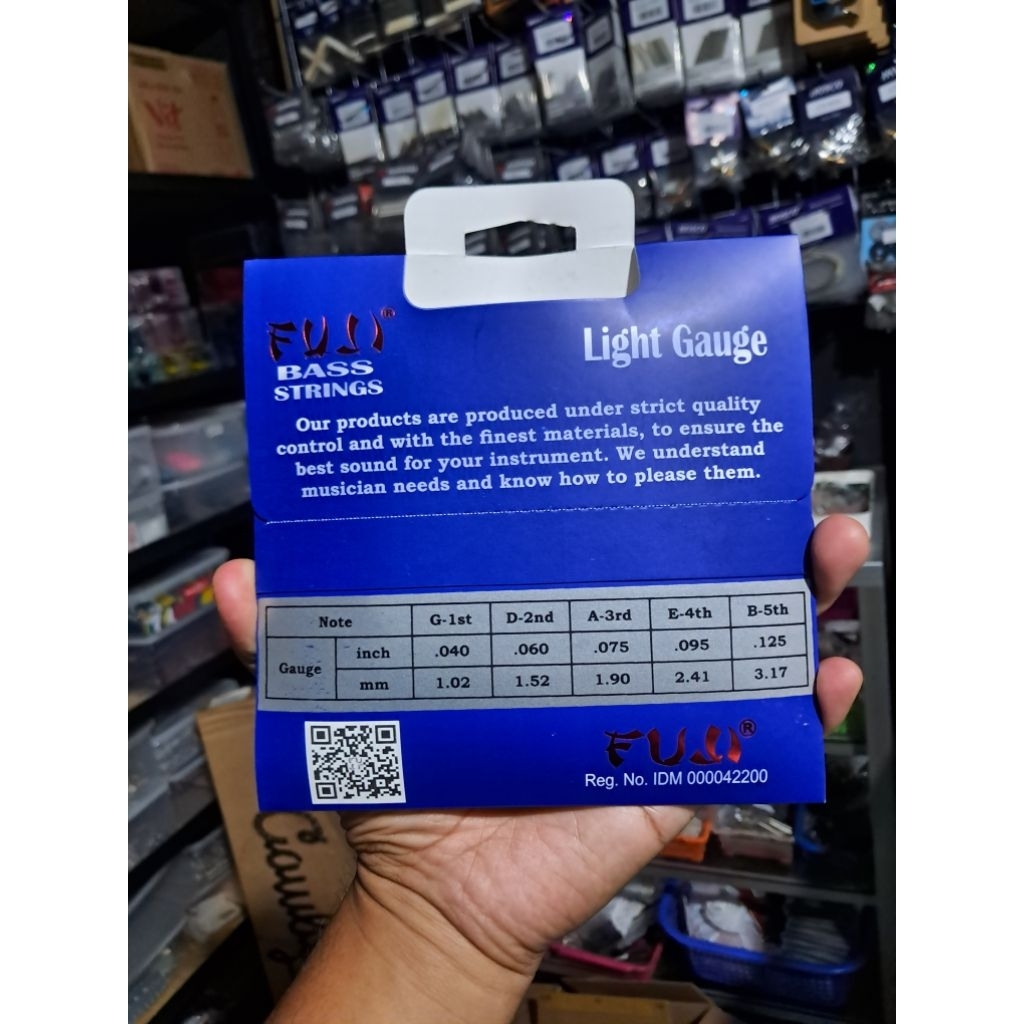 FUJI®
BASS
STRINGS
Light Gauge
Our products are produced under strict quality
control and with the finest materials, to ensure the
best sound for your instrument. We understand
musician needs and know how to please them.
Note G-1st D-2nd A-3rd E-4th B-5th
Gauge inch .040 .060 .075 .095 .125
mm 1.02 1.52 1.90 2.41 3.17
FUJI®
Reg. No. IDM 000042200